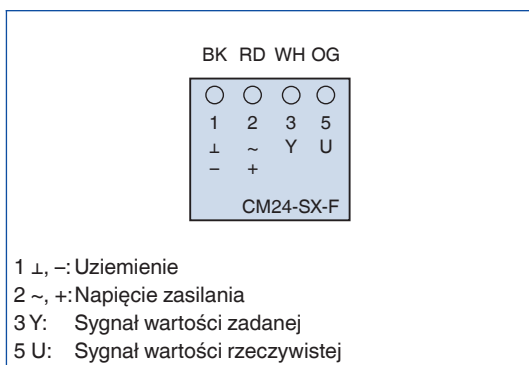 BK RD WH OG
1 2 3 5
⊥ ~ Y U
– +
CM24-SX-F
1 ⊥, –: Uziemienie
2 ~, +: Napięcie zasilania
3 Y: Sygnał wartości zadanej
5 U: Sygnał wartości rzeczywistej